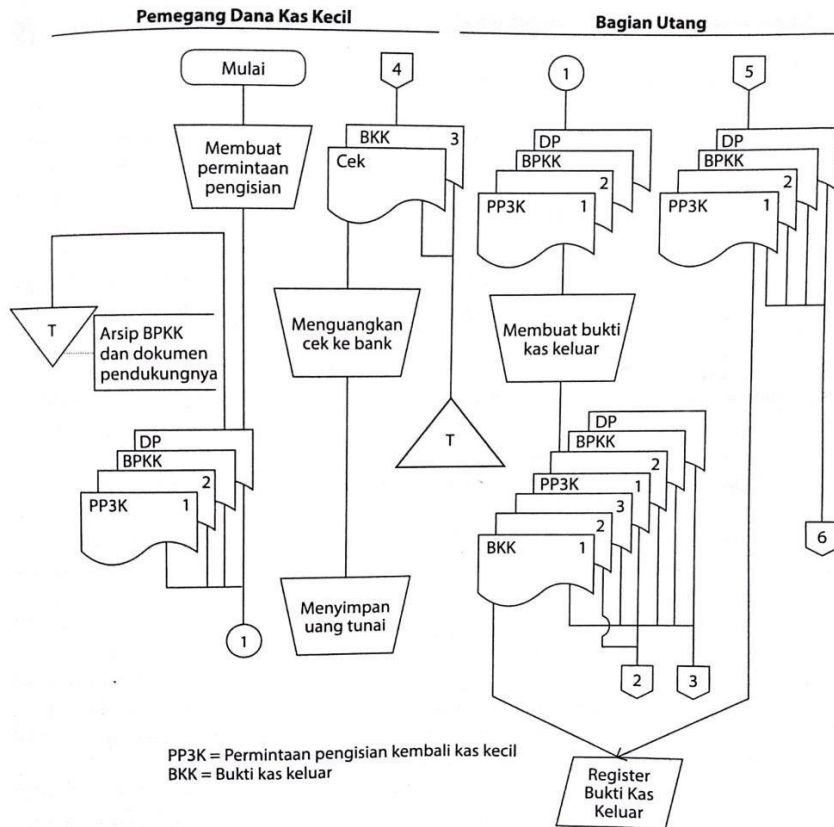 Pemegang Dana Kas Kecil
Mulai
Membuat
permintaan
pengisian
T
Arsip BPKK
dan dokumen
pendukungnya
DP
BPKK
2
PP3K 1
1
4
BKK 3
Cek
Menguangkan
cek ke bank
T
Menyimpan
uang tunai
Bagian Utang
1
DP
BPKK
2
PP3K 1
Membuat bukti
kas keluar
DP
BPKK
2
PP3K 1
3
2
BKK 1
2
3
5
DP
BPKK
2
PP3K 1
6
Register
Bukti Kas
Keluar
PP3K = Permintaan pengisian kembali kas kecil
BKK = Bukti kas keluar